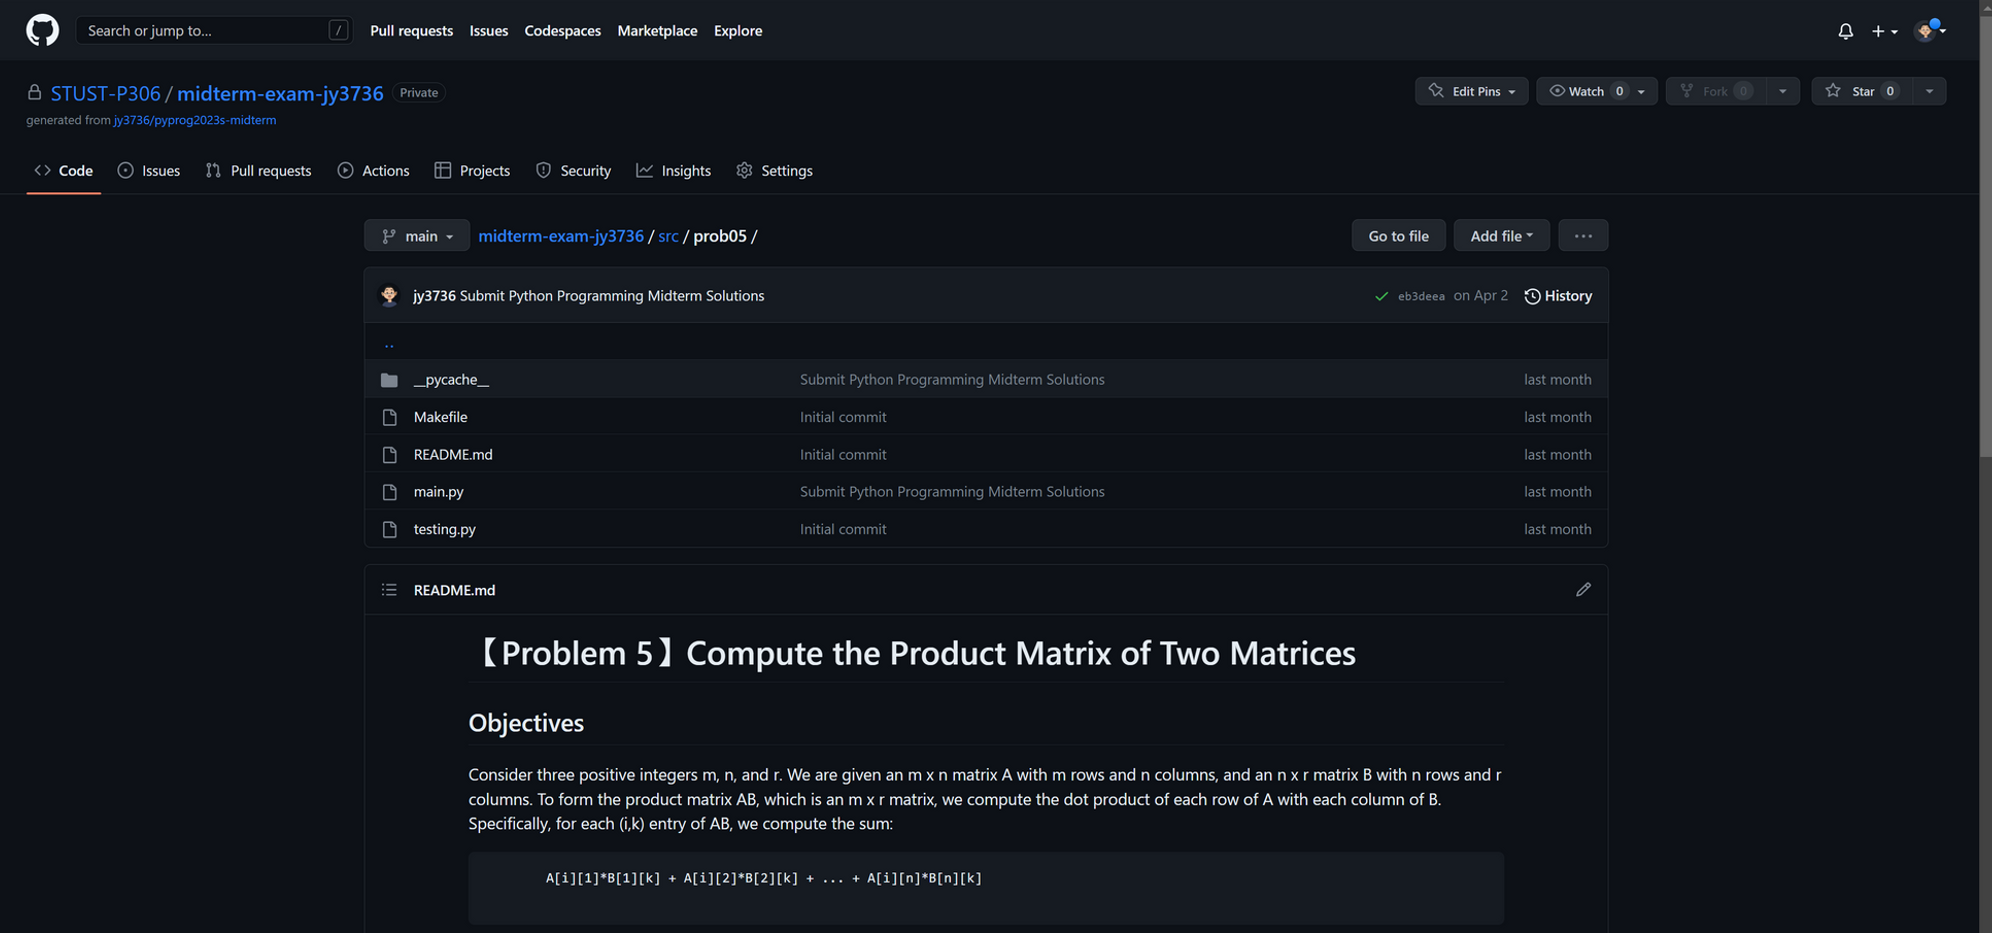 Search or jump to... / Pull requests Issues Codespaces Marketplace Explore
STUST-P306 / midterm-exam-jy3736 Private Edit Pins Watch 0 Fork 0 Star 0
generated from jy3736/pyprog2023s-midterm
Code Issues Pull requests Actions Projects Security Insights Settings
main midterm-exam-jy3736 / src / prob05 / Go to file Add file ...
jy3736 Submit Python Programming Midterm Solutions eb3deea on Apr 2 History
..
__pycache__ Submit Python Programming Midterm Solutions last month
Makefile Initial commit last month
README.md Initial commit last month
main.py Submit Python Programming Midterm Solutions last month
testing.py Initial commit last month
README.md
【Problem 5】Compute the Product Matrix of Two Matrices
Objectives
Consider three positive integers m, n, and r. We are given an m x n matrix A with m rows and n columns, and an n x r matrix B with n rows and r
columns. To form the product matrix AB, which is an m x r matrix, we compute the dot product of each row of A with each column of B.
Specifically, for each (i,k) entry of AB, we compute the sum:
A[i][1]*B[1][k] + A[i][2]*B[2][k] + ... + A[i][n]*B[n][k]